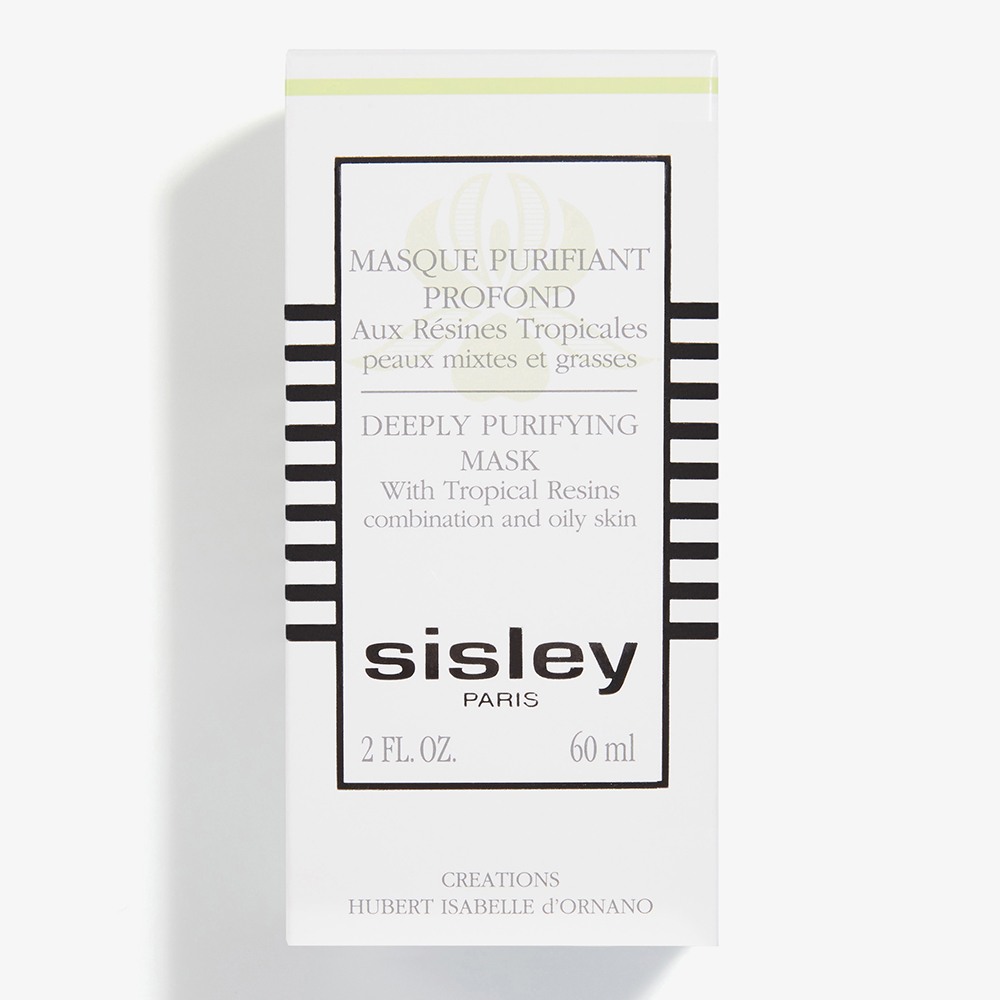 MASQUE PURIFIANT
PROFOND
Aux Résines Tropicales
peaux mixtes et grasses
DEEPLY PURIFYING
MASK
With Tropical Resins
combination and oily skin
sisley
PARIS
2 FL. OZ. 60 ml
CREATIONS
HUBERT ISABELLE d'ORNANO